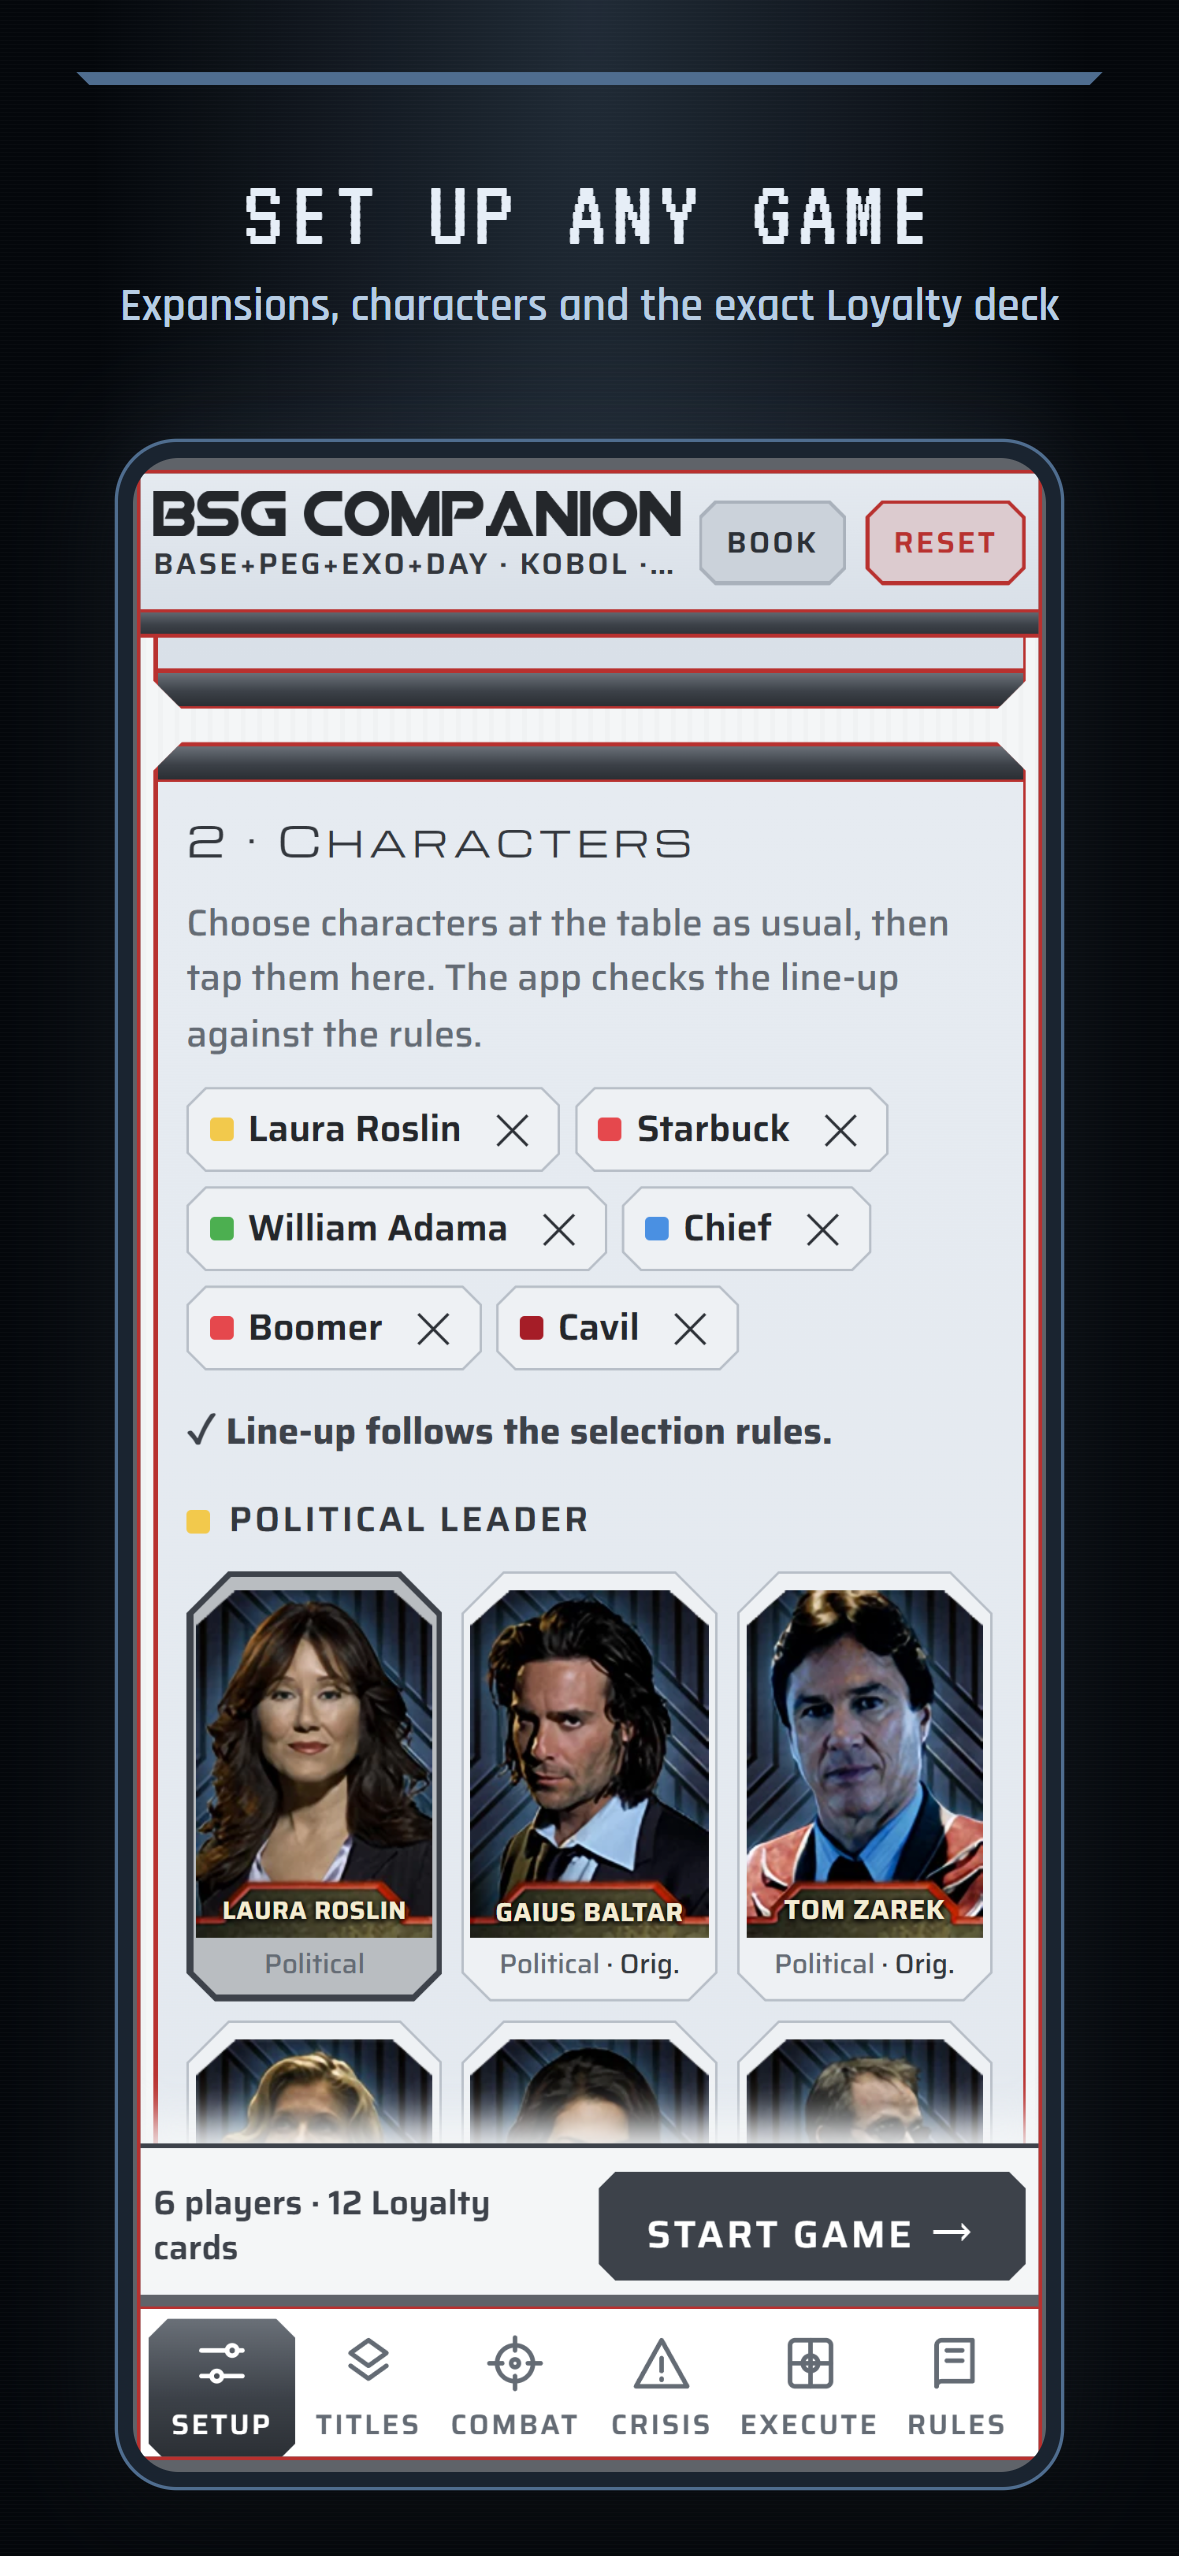 SET UP ANY GAME
Expansions, characters and the exact Loyalty deck
BSG COMPANION
BASE+PEG+EXO+DAY · KOBOL ·...
BOOK
RESET
2 · CHARACTERS
Choose characters at the table as usual, then
tap them here. The app checks the line-up
against the rules.
Laura Roslin
Starbuck
William Adama
Chief
Boomer
Cavil
✓ Line-up follows the selection rules.
POLITICAL LEADER
LAURA ROSLIN
GAIUS BALTAR
TOM ZAREK
Political
Political · Orig.
Political · Orig.
6 players · 12 Loyalty
cards
START GAME →
SETUP
TITLES
COMBAT
CRISIS
EXECUTE
RULES